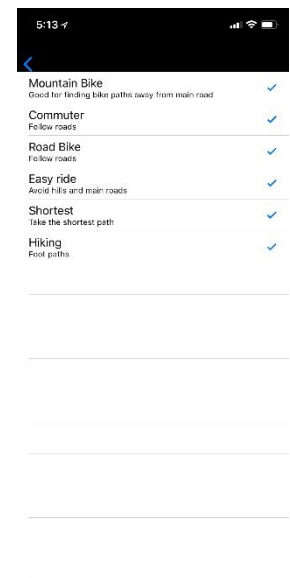 5:13
Mountain Bike
Good for finding bike paths away from main road
Commuter
Follow roads
Road Bike
Follow roads
Easy ride
Avoid hills and main roads
Shortest
Take the shortest path
Hiking
Foot paths